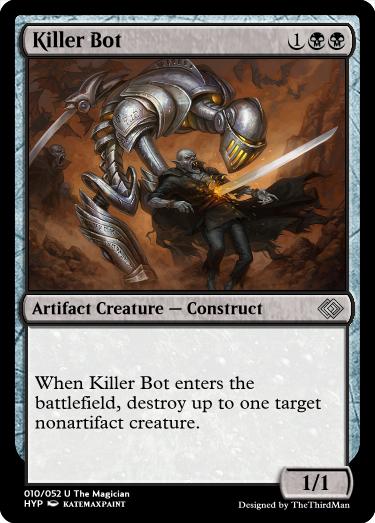 Killer Bot 1
Artifact Creature — Construct
When Killer Bot enters the
battlefield, destroy up to one target
nonartifact creature.
1/1
010/052 U The Magician
HYP KATEMAXPAINT
Designed by TheThirdMan